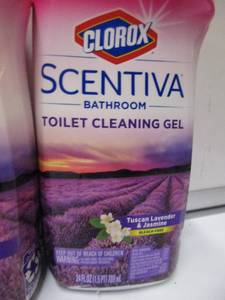 CLOROX
SCENTIVA
BATHROOM
TOILET CLEANING GEL
Tuscan Lavender
& Jasmine
BLEACH-FREE
KEEP OUT OF REACH OF CHILDREN
WARNING:
24 FL OZ (1.5 PT) 709 mL